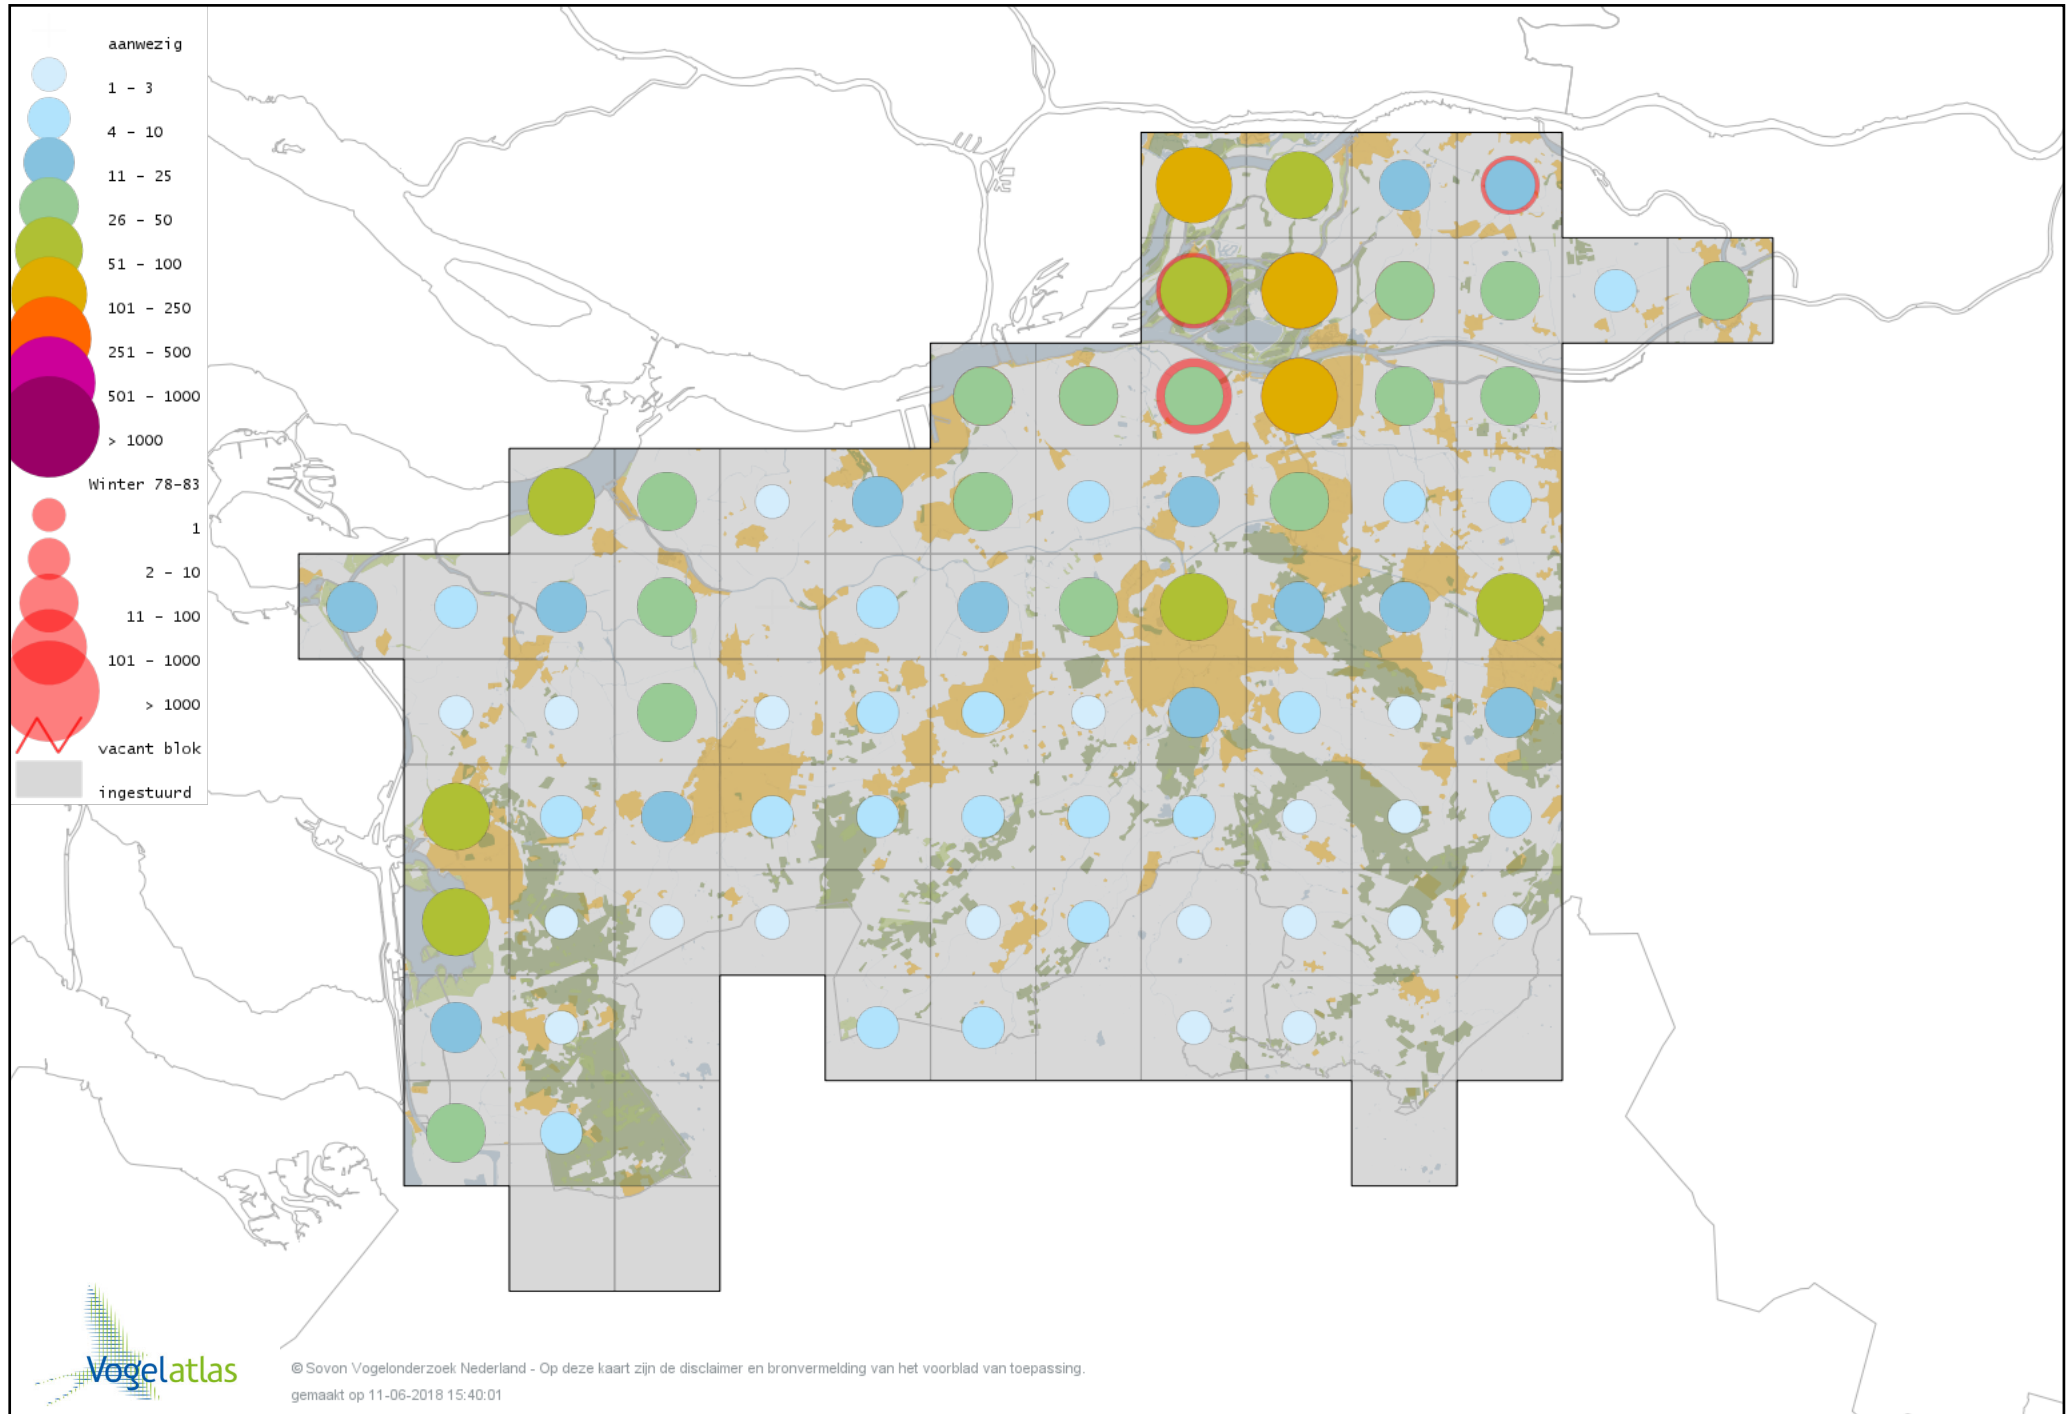 aanwezig
1 - 3
4 - 10
11 - 25
26 - 50
51 - 100
101 - 250
251 - 500
501 - 1000
> 1000
Winter 78-83
1
2 - 10
11 - 100
101 - 1000
> 1000
vacant blok
ingestuurd
Vogelatlas
© Sovon Vogelonderzoek Nederland - Op deze kaart zijn de disclaimer en bronvermelding van het voorblad van toepassing.
gemaakt op 11-06-2018 15:40:01